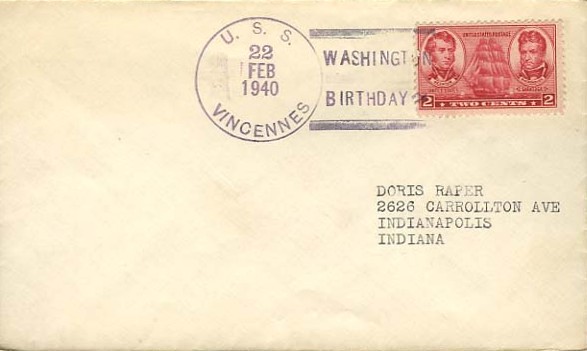 U. S. S.
22
FEB
1940
VINCENNES
WASHINGTON
BIRTHDAY
UNITED STATES POSTAGE
2 TWO CENTS 2
DORIS RAPER
2626 CARROLLTON AVE
INDIANAPOLIS
INDIANA